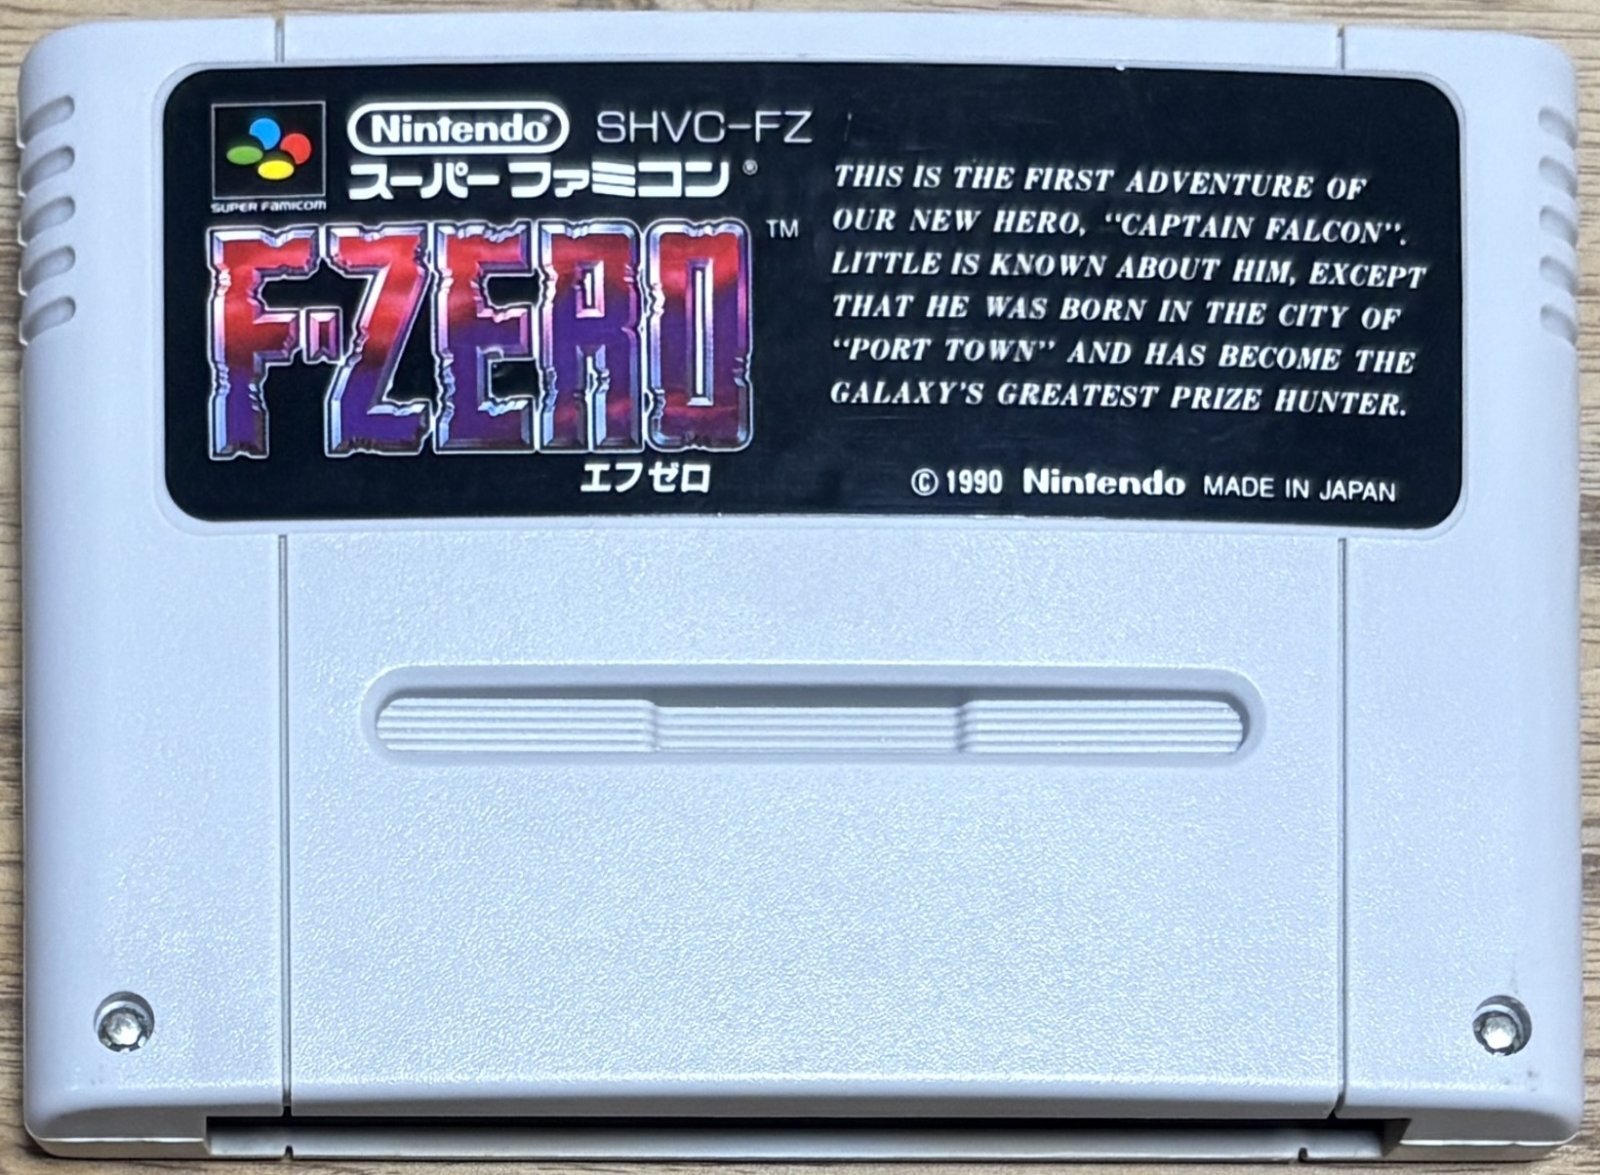 Nintendo® SHVC-FZ
スーパーファミコン®
SUPER FAMICOM
F-ZERO™
エフゼロ
THIS IS THE FIRST ADVENTURE OF
OUR NEW HERO, "CAPTAIN FALCON".
LITTLE IS KNOWN ABOUT HIM, EXCEPT
THAT HE WAS BORN IN THE CITY OF
"PORT TOWN" AND HAS BECOME THE
GALAXY'S GREATEST PRIZE HUNTER.
© 1990 Nintendo MADE IN JAPAN